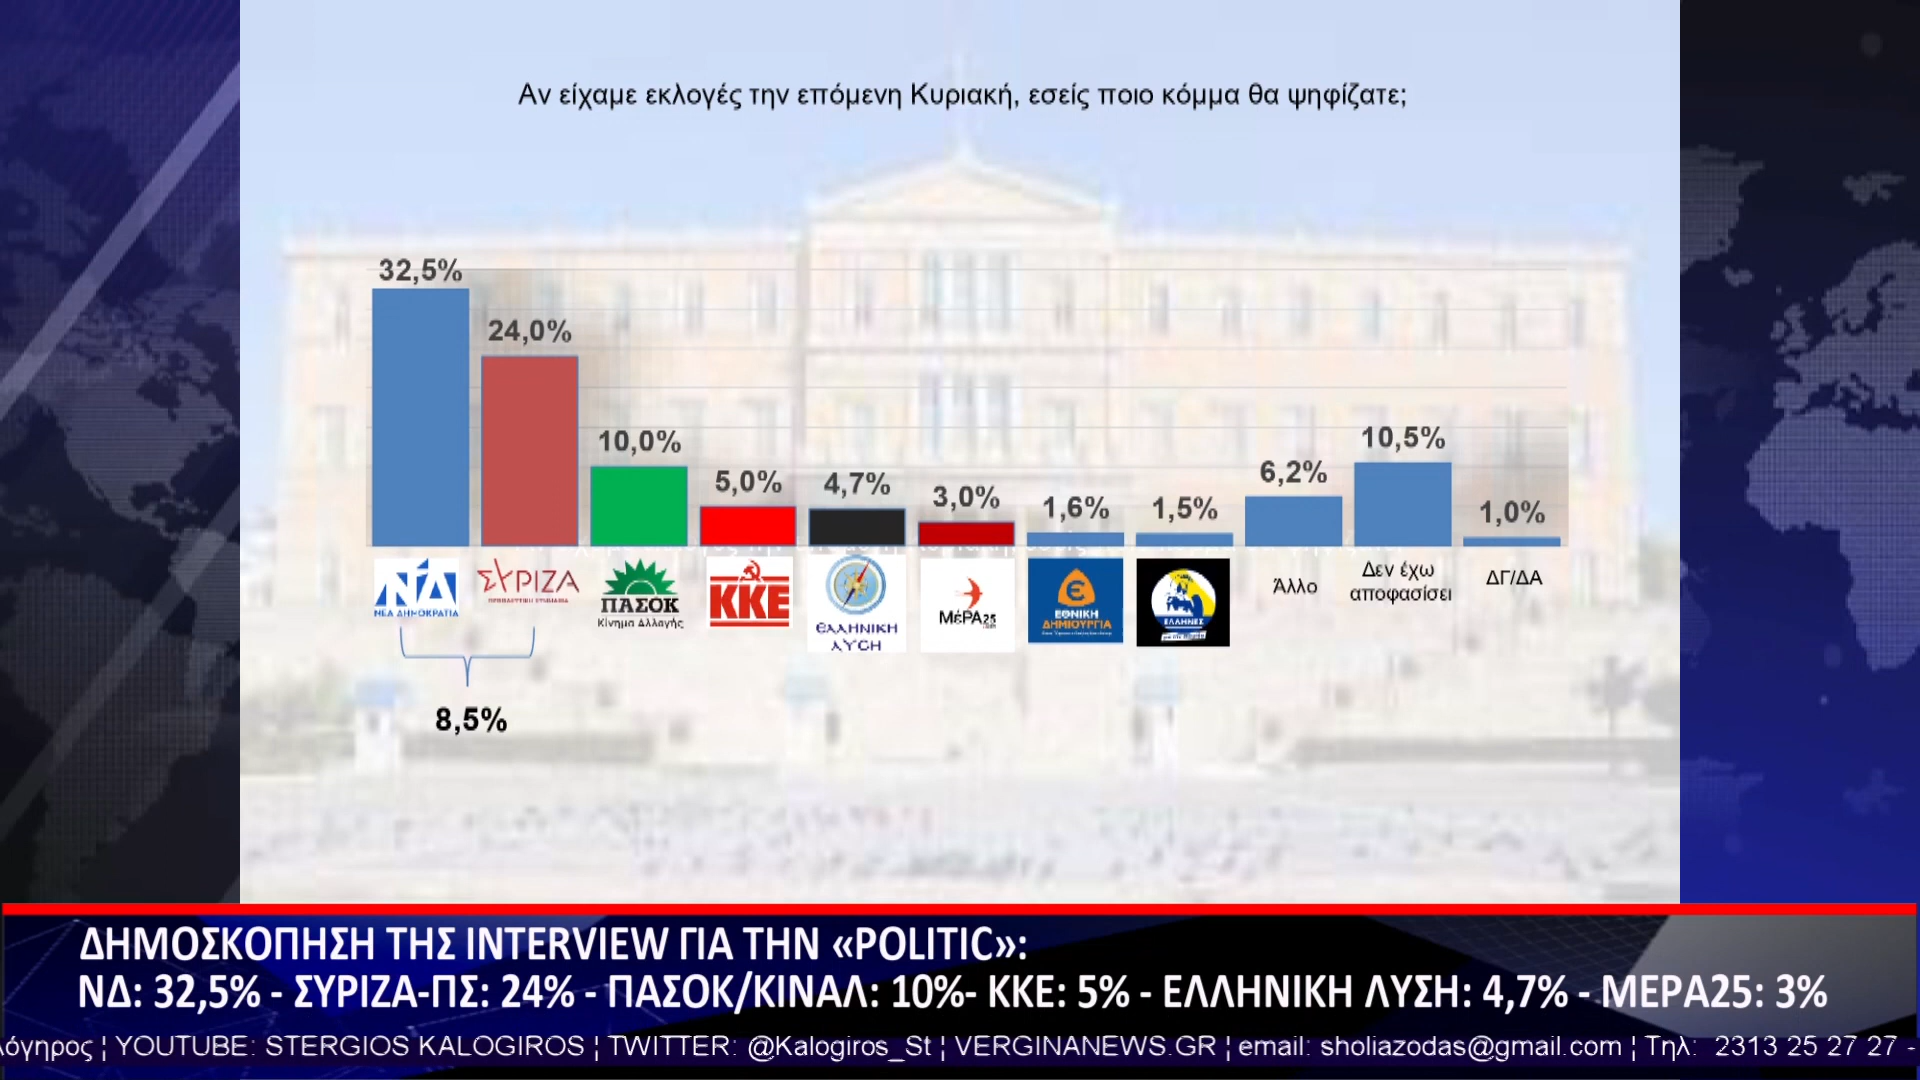 Αν είχαμε εκλογές την επόμενη Κυριακή, εσείς ποιο κόμμα θα ψηφίζατε;
32,5%
24,0%
10,0%
5,0%
4,7%
3,0%
1,6%
1,5%
6,2%
10,5%
1,0%
ΝΔ
ΝΕΑ ΔΗΜΟΚΡΑΤΙΑ
ΣΥΡΙΖΑ
ΠΑΣΟΚ
Κίνημα Αλλαγής
ΚΚΕ
ΕΛΛΗΝΙΚΗ
ΛΥΣΗ
ΜέΡΑ25
ΕΘΝΙΚΗ
ΔΗΜΙΟΥΡΓΙΑ
ΕΛΛΗΝΕΣ
Άλλο
Δεν έχω
αποφασίσει
ΔΓ/ΔΑ
8,5%
ΔΗΜΟΣΚΟΠΗΣΗ ΤΗΣ INTERVIEW ΓΙΑ ΤΗΝ «POLITIC»:
ΝΔ: 32,5% - ΣΥΡΙΖΑ-ΠΣ: 24% - ΠΑΣΟΚ/ΚΙΝΑΛ: 10%- ΚΚΕ: 5% - ΕΛΛΗΝΙΚΗ ΛΥΣΗ: 4,7% - ΜΕΡΑ25: 3%
λόγηρος ¦ YOUTUBE: STERGIOS KALOGIROS ¦ TWITTER: @Kalogiros_St ¦ VERGINANEWS.GR ¦ email: sholiazodas@gmail.com ¦ Τηλ: 2313 25 27 27 -